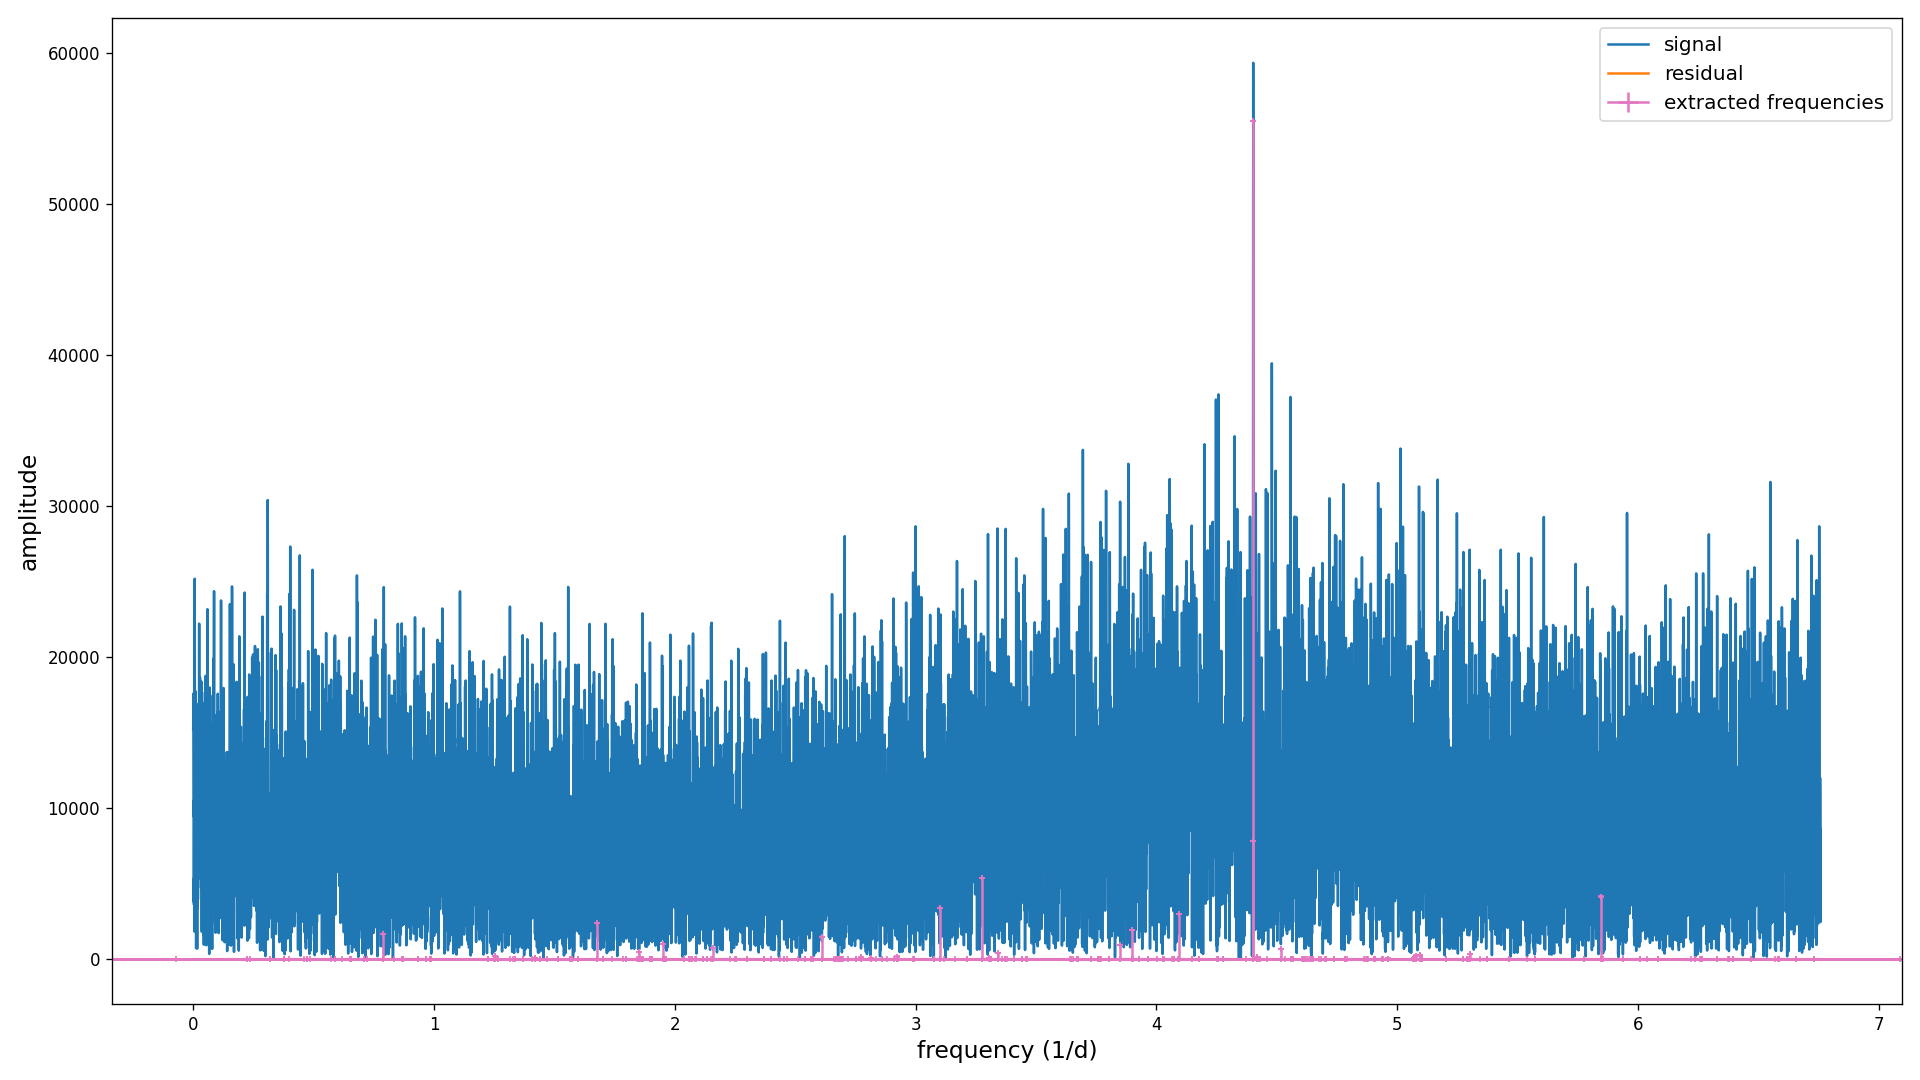 60000
50000
40000
30000
20000
10000
0
amplitude
signal
residual
extracted frequencies
0 1 2 3 4 5 6 7
frequency (1/d)